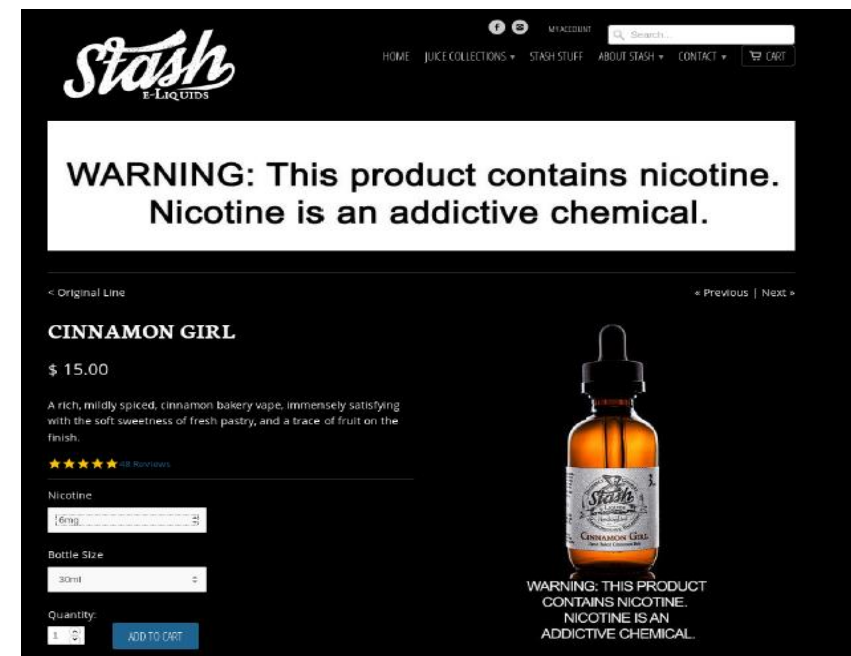 Stash
E-LIQUIDS
MY ACCOUNT
Search...
HOME JUICE COLLECTIONS ▾ STASH STUFF ABOUT STASH ▾ CONTACT ▾ CART
WARNING: This product contains nicotine.
Nicotine is an addictive chemical.
< Original Line
« Previous | Next »
CINNAMON GIRL
$ 15.00
A rich, mildly spiced, cinnamon bakery vape, immensely satisfying
with the soft sweetness of fresh pastry, and a trace of fruit on the
finish.
48 Reviews
Nicotine
6mg
Bottle Size
30ml
Quantity:
1
ADD TO CART
Stash
CINNAMON GIRL
WARNING: THIS PRODUCT
CONTAINS NICOTINE.
NICOTINE IS AN
ADDICTIVE CHEMICAL.